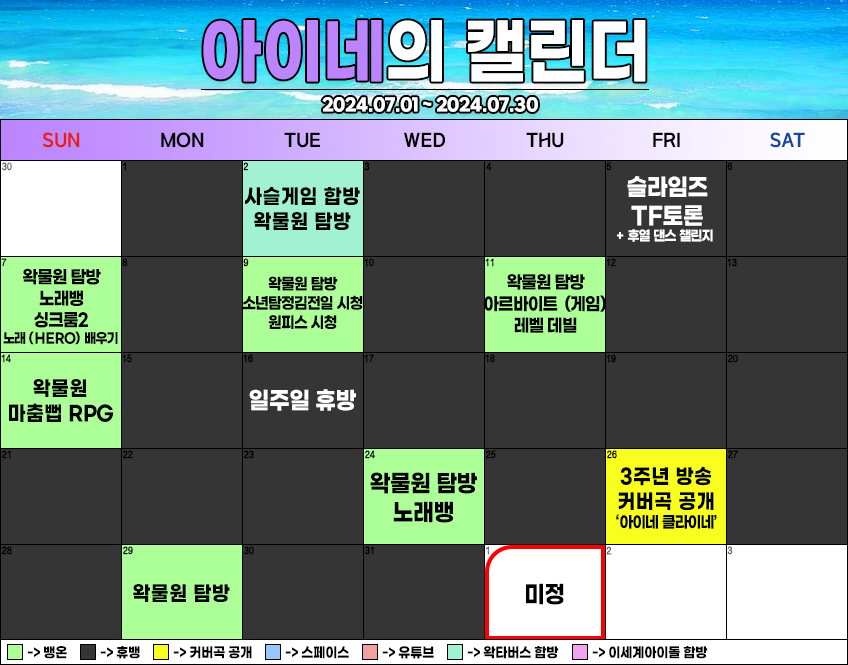 아이네의 캘린더
2024.07.01 ~ 2024.07.30
SUN MON TUE WED THU FRI SAT
30 1 2 3 4 5 6
사슬게임 합방
왁물원 탐방
슬라임즈
TF토론
+ 후열 댄스 챌린지
7 8 9 10 11 12 13
왁물원 탐방
노래뱅
싱크룸2
노래 (HERO) 배우기
왁물원 탐방
소년탐정김전일 시청
원피스 시청
왁물원 탐방
아르바이트 (게임)
레벨 데빌
14 15 16 17 18 19 20
왁물원
마춤뻡 RPG
일주일 휴방
21 22 23 24 25 26 27
왁물원 탐방
노래뱅
3주년 방송
커버곡 공개
‘아이네 클라이네’
28 29 30 31 1 2 3
왁물원 탐방
미정
-> 뱅온 -> 휴뱅 -> 커버곡 공개 -> 스페이스 -> 유튜브 -> 왁타버스 합방 -> 이세계아이돌 합방